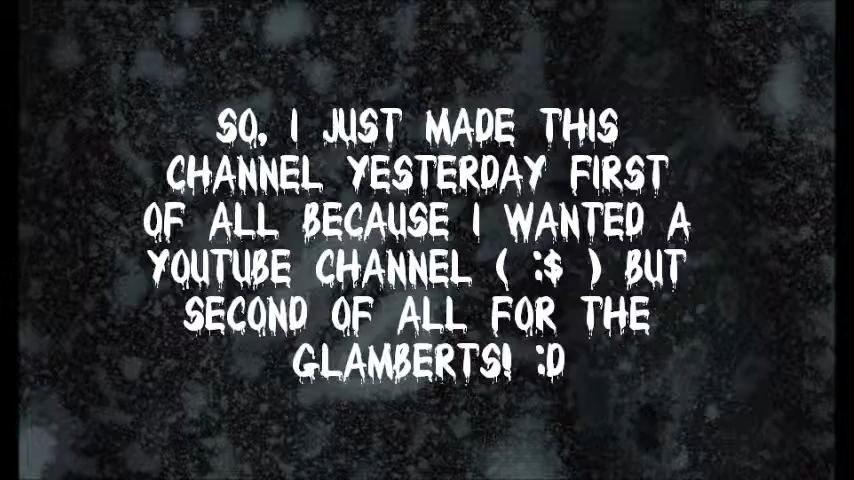 SO, I JUST MADE THIS
CHANNEL YESTERDAY FIRST
OF ALL BECAUSE I WANTED A
YOUTUBE CHANNEL ( :$ ) BUT
SECOND OF ALL FOR THE
GLAMBERTS! :D